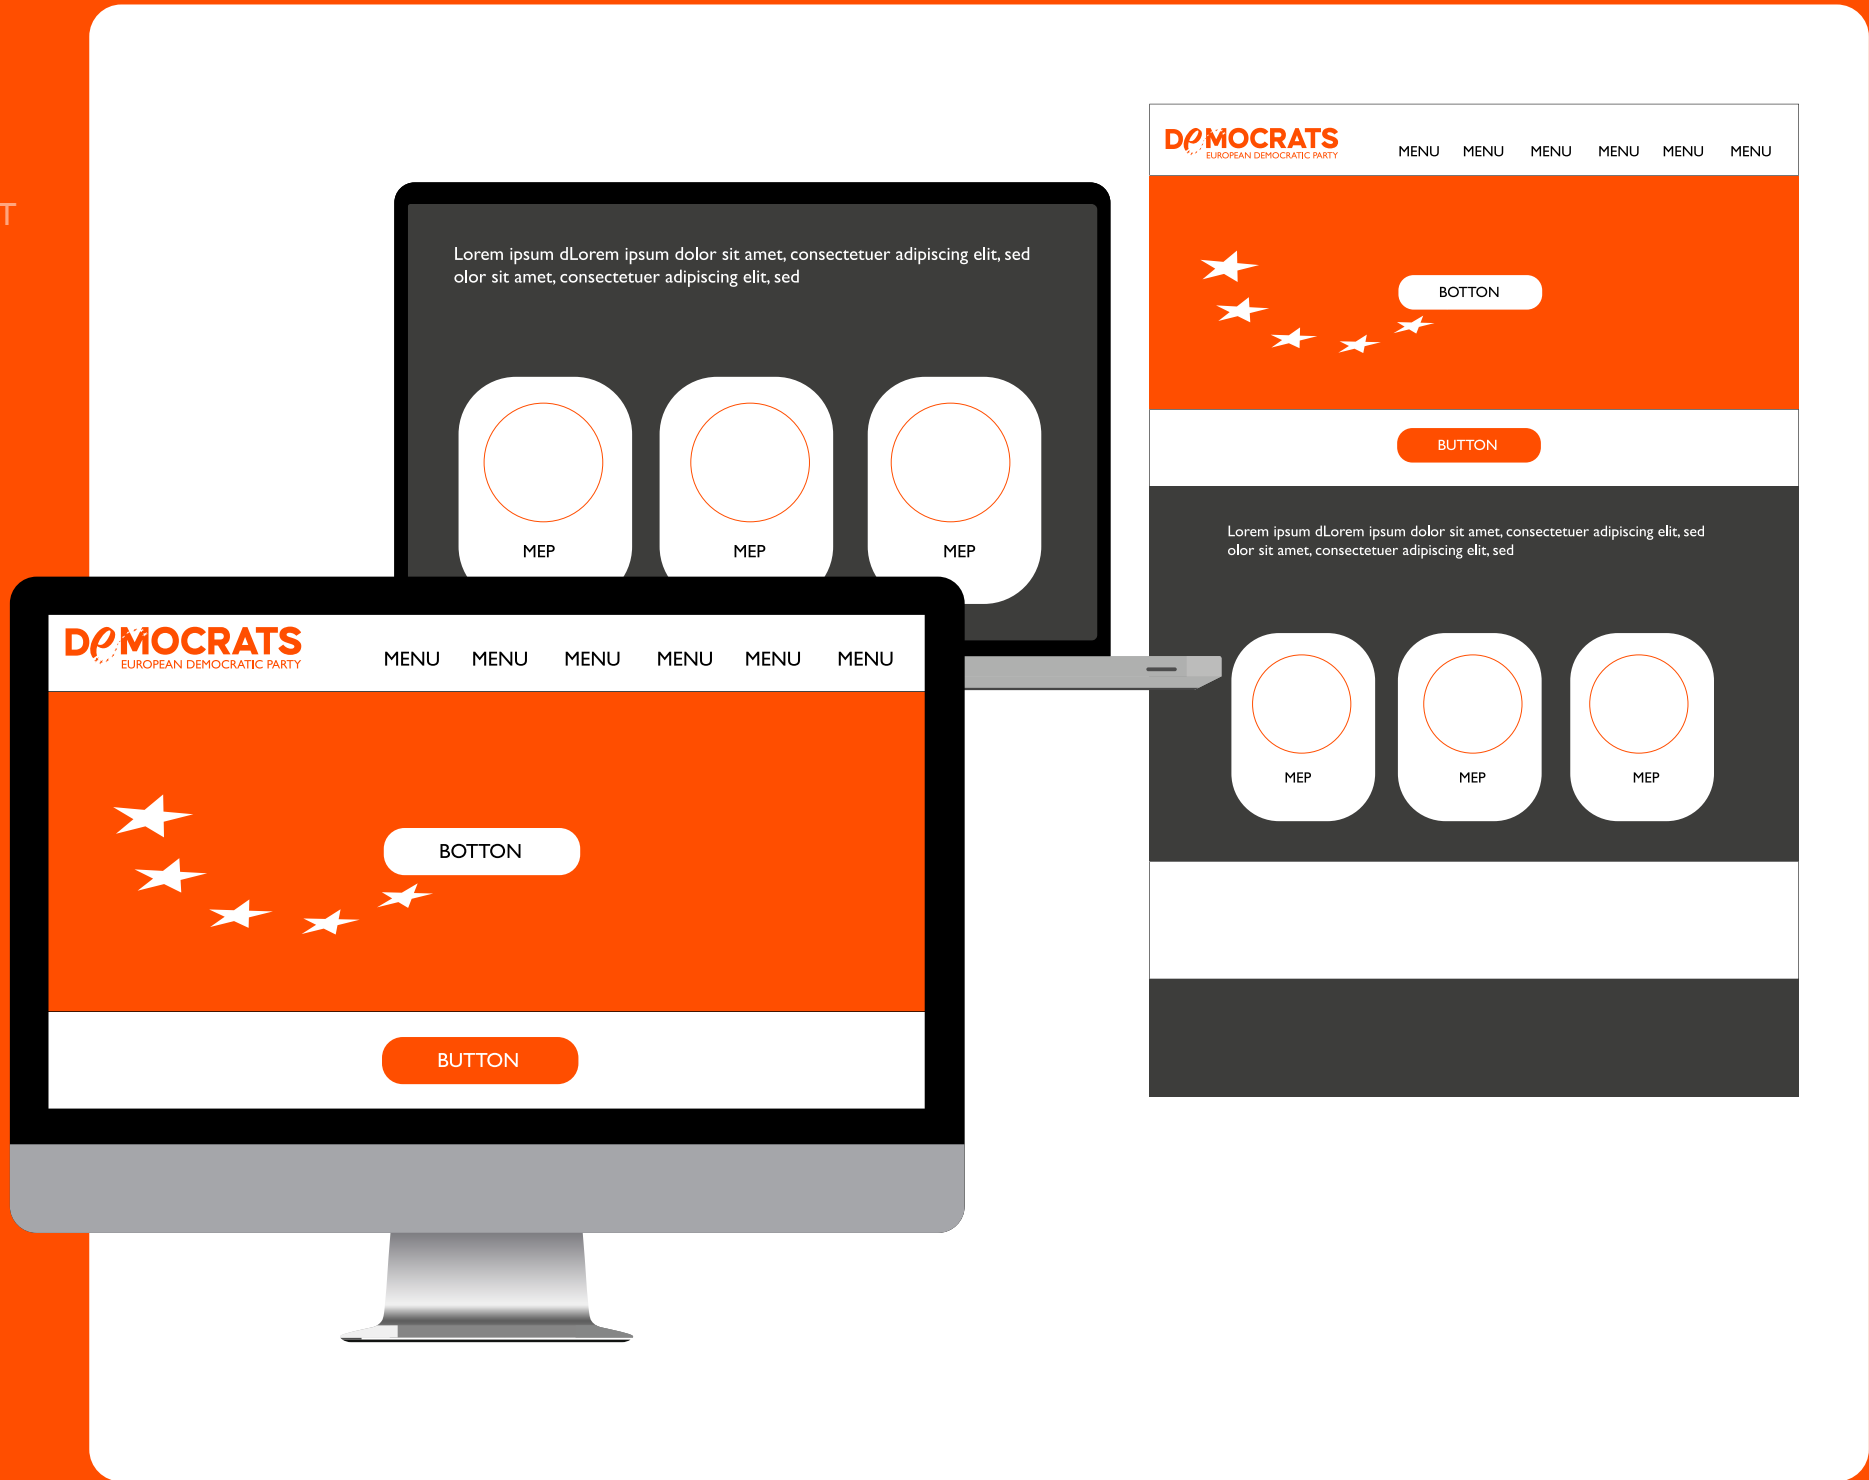 T
Lorem ipsum dLorem ipsum dolor sit amet, consectetuer adipiscing elit, sed
olor sit amet, consectetuer adipiscing elit, sed
MEP MEP MEP
DeMOCRATS
EUROPEAN DEMOCRATIC PARTY
MENU MENU MENU MENU MENU MENU
BOTTON
BUTTON
DeMOCRATS
EUROPEAN DEMOCRATIC PARTY
MENU MENU MENU MENU MENU MENU
BOTTON
BUTTON
Lorem ipsum dLorem ipsum dolor sit amet, consectetuer adipiscing elit, sed
olor sit amet, consectetuer adipiscing elit, sed
MEP MEP MEP